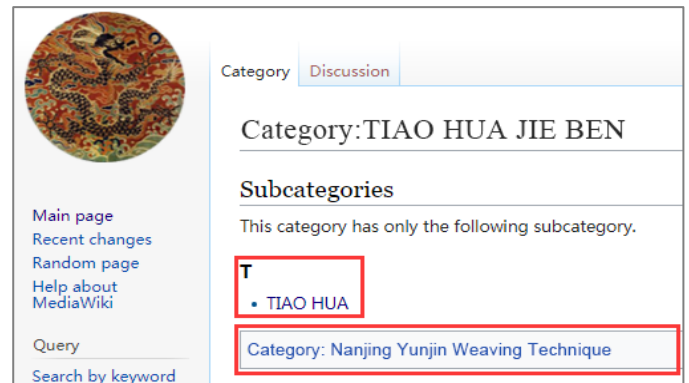 Category Discussion
Category:TIAO HUA JIE BEN
Subcategories
This category has only the following subcategory.
T
• TIAO HUA
Category: Nanjing Yunjin Weaving Technique
Main page
Recent changes
Random page
Help about
MediaWiki
Query
Search by keyword